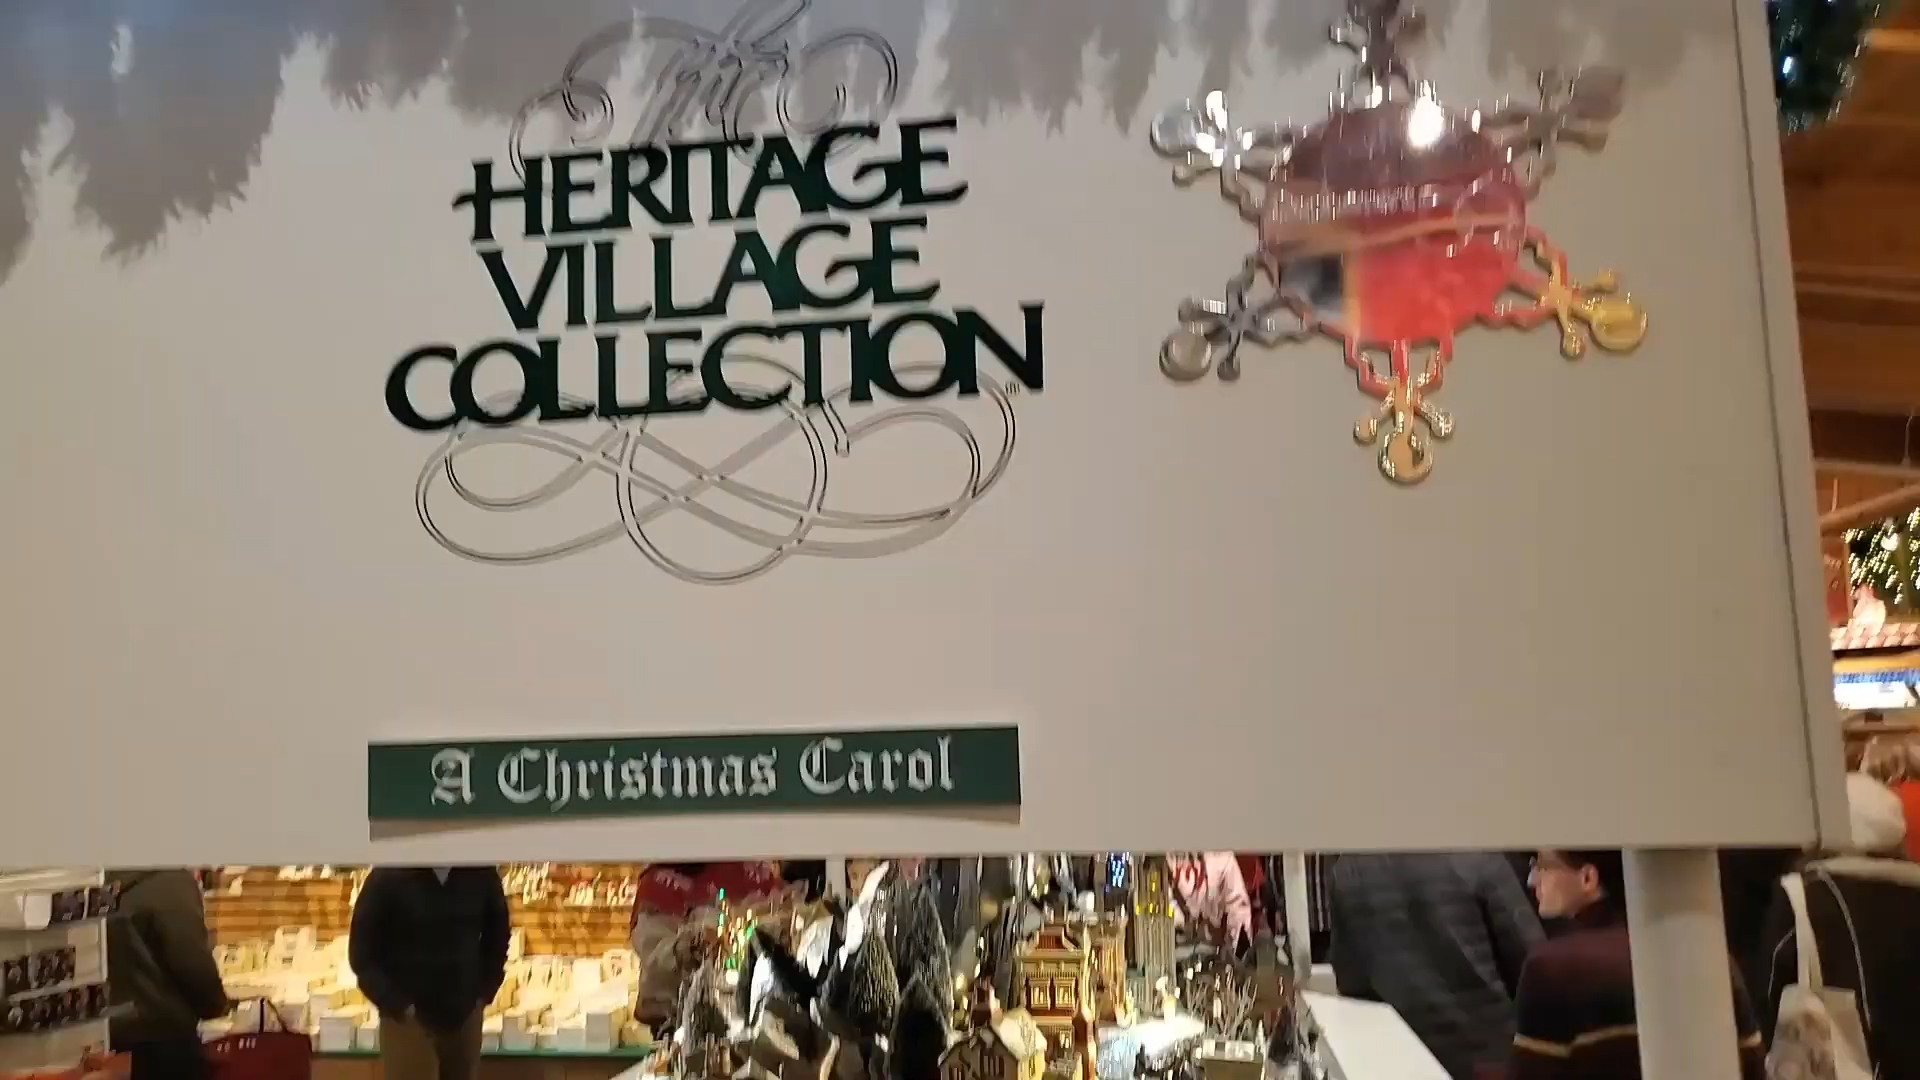 The
HERITAGE
VILLAGE
COLLECTION
A Christmas Carol